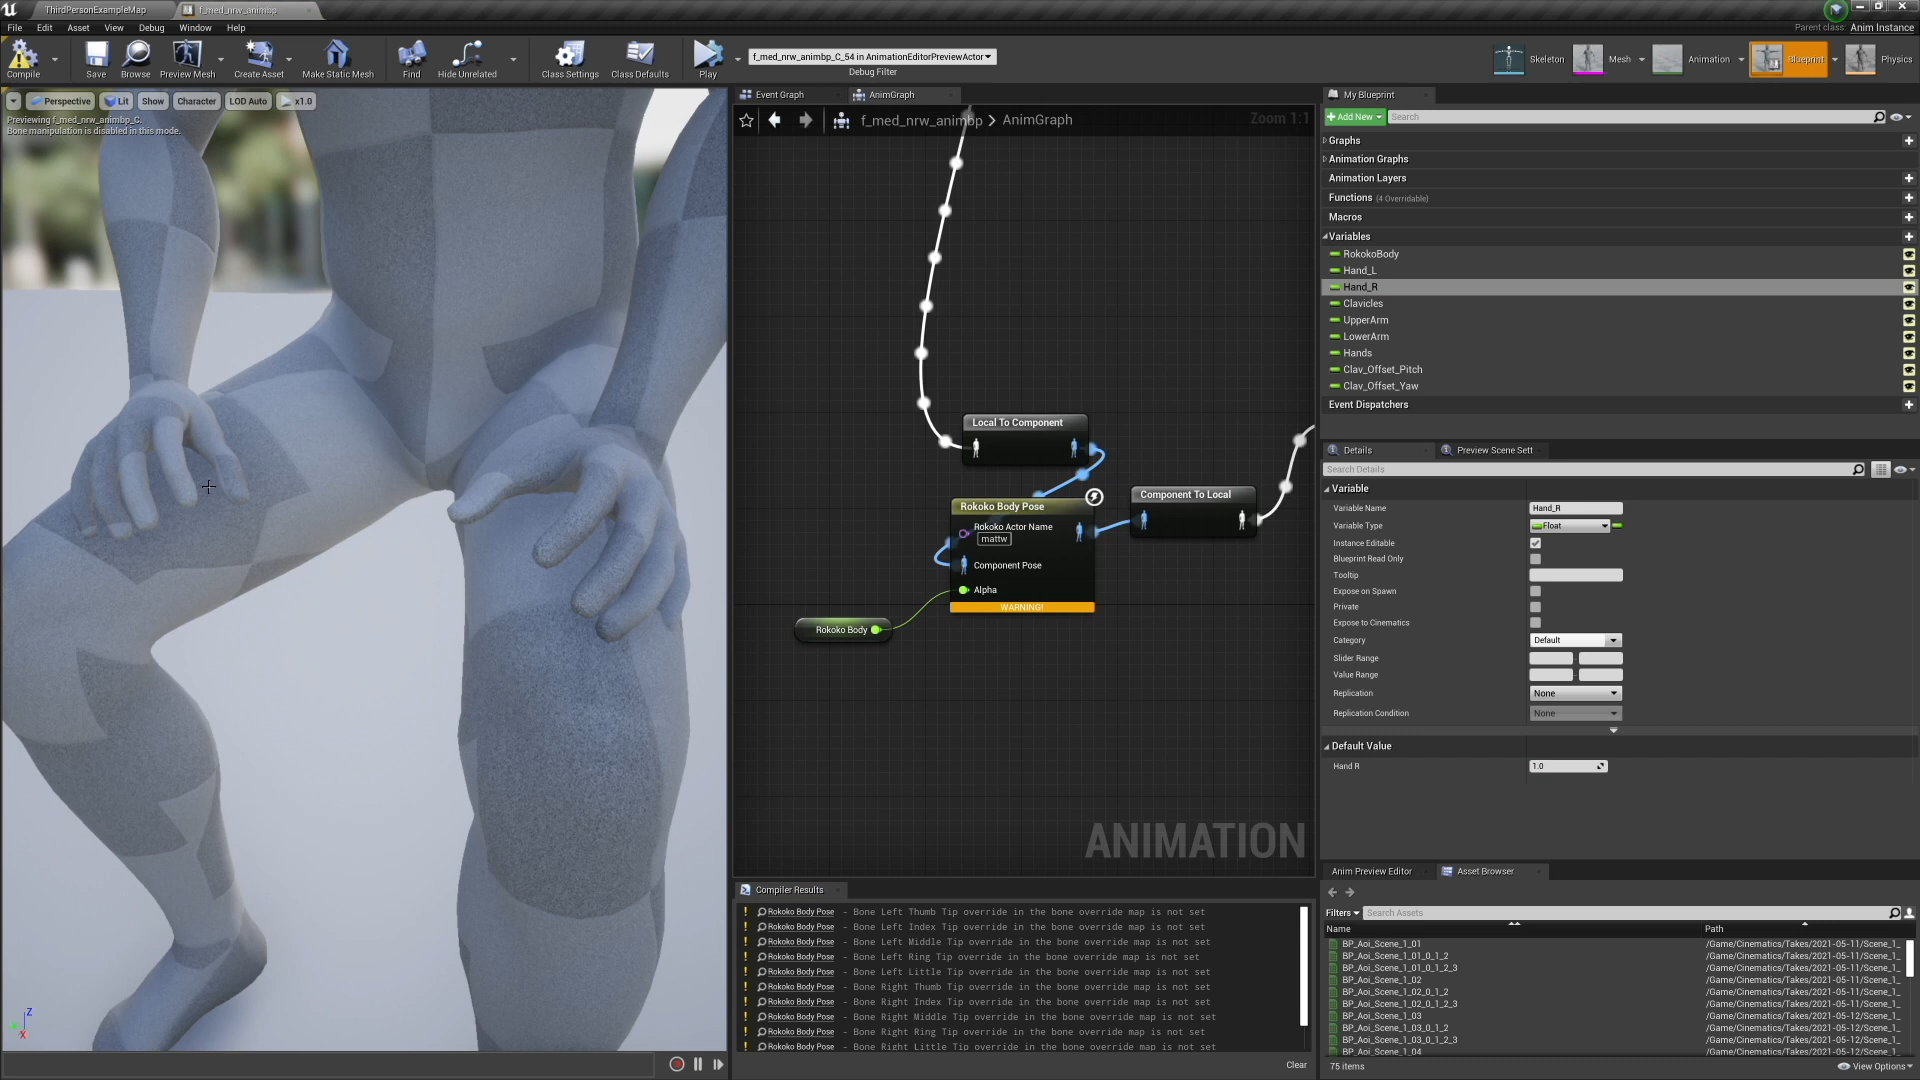 ThirdPersonExampleMap
f_med_nrw_animbp
File Edit Asset View Debug Window Help
Parent class: Anim Instance
Compile
Save
Browse
Preview Mesh
Create Asset
Make Static Mesh
Find
Hide Unrelated
Class Settings
Class Defaults
Play
f_med_nrw_animbp_C_54 in AnimationEditorPreviewActor
Debug Filter
Skeleton
Mesh
Animation
Blueprint
Physics
Perspective Lit Show Character LOD Auto x1.0
Previewing f_med_nrw_animbp_C.
Bone manipulation is disabled in this mode.
Z
X
Event Graph
AnimGraph
f_med_nrw_animbp > AnimGraph
Zoom 1:1
Local To Component
Rokoko Body Pose
Rokoko Actor Name
mattw
Component Pose
Alpha
WARNING!
Component To Local
Rokoko Body
ANIMATION
Compiler Results
! Rokoko Body Pose - Bone Left Thumb Tip override in the bone override map is not set
! Rokoko Body Pose - Bone Left Index Tip override in the bone override map is not set
! Rokoko Body Pose - Bone Left Middle Tip override in the bone override map is not set
! Rokoko Body Pose - Bone Left Ring Tip override in the bone override map is not set
! Rokoko Body Pose - Bone Left Little Tip override in the bone override map is not set
! Rokoko Body Pose - Bone Right Thumb Tip override in the bone override map is not set
! Rokoko Body Pose - Bone Right Index Tip override in the bone override map is not set
! Rokoko Body Pose - Bone Right Middle Tip override in the bone override map is not set
! Rokoko Body Pose - Bone Right Ring Tip override in the bone override map is not set
! Rokoko Body Pose - Bone Right Little Tip override in the bone override map is not set
Clear
My Blueprint
Add New
Search
Graphs
Animation Graphs
Animation Layers
Functions (4 Overridable)
Macros
Variables
RokokoBody
Hand_L
Hand_R
Clavicles
UpperArm
LowerArm
Hands
Clav_Offset_Pitch
Clav_Offset_Yaw
Event Dispatchers
Details
Preview Scene Sett
Search Details
Variable
Variable Name Hand_R
Variable Type Float
Instance Editable
Blueprint Read Only
Tooltip
Expose on Spawn
Private
Expose to Cinematics
Category Default
Slider Range
Value Range
Replication None
Replication Condition None
Default Value
Hand R 1.0
Anim Preview Editor
Asset Browser
Filters Search Assets
Name Path
BP_Aoi_Scene_1_01 /Game/Cinematics/Takes/2021-05-11/Scene_1_
BP_Aoi_Scene_1_01_0_1_2 /Game/Cinematics/Takes/2021-05-11/Scene_1_
BP_Aoi_Scene_1_01_0_1_2_3 /Game/Cinematics/Takes/2021-05-11/Scene_1_
BP_Aoi_Scene_1_02 /Game/Cinematics/Takes/2021-05-11/Scene_1_
BP_Aoi_Scene_1_02_0_1_2 /Game/Cinematics/Takes/2021-05-11/Scene_1_
BP_Aoi_Scene_1_02_0_1_2_3 /Game/Cinematics/Takes/2021-05-11/Scene_1_
BP_Aoi_Scene_1_03 /Game/Cinematics/Takes/2021-05-12/Scene_1_
BP_Aoi_Scene_1_03_0_1_2 /Game/Cinematics/Takes/2021-05-12/Scene_1_
BP_Aoi_Scene_1_03_0_1_2_3 /Game/Cinematics/Takes/2021-05-12/Scene_1_
BP_Aoi_Scene_1_04 /Game/Cinematics/Takes/2021-05-12/Scene_1_
75 items
View Options